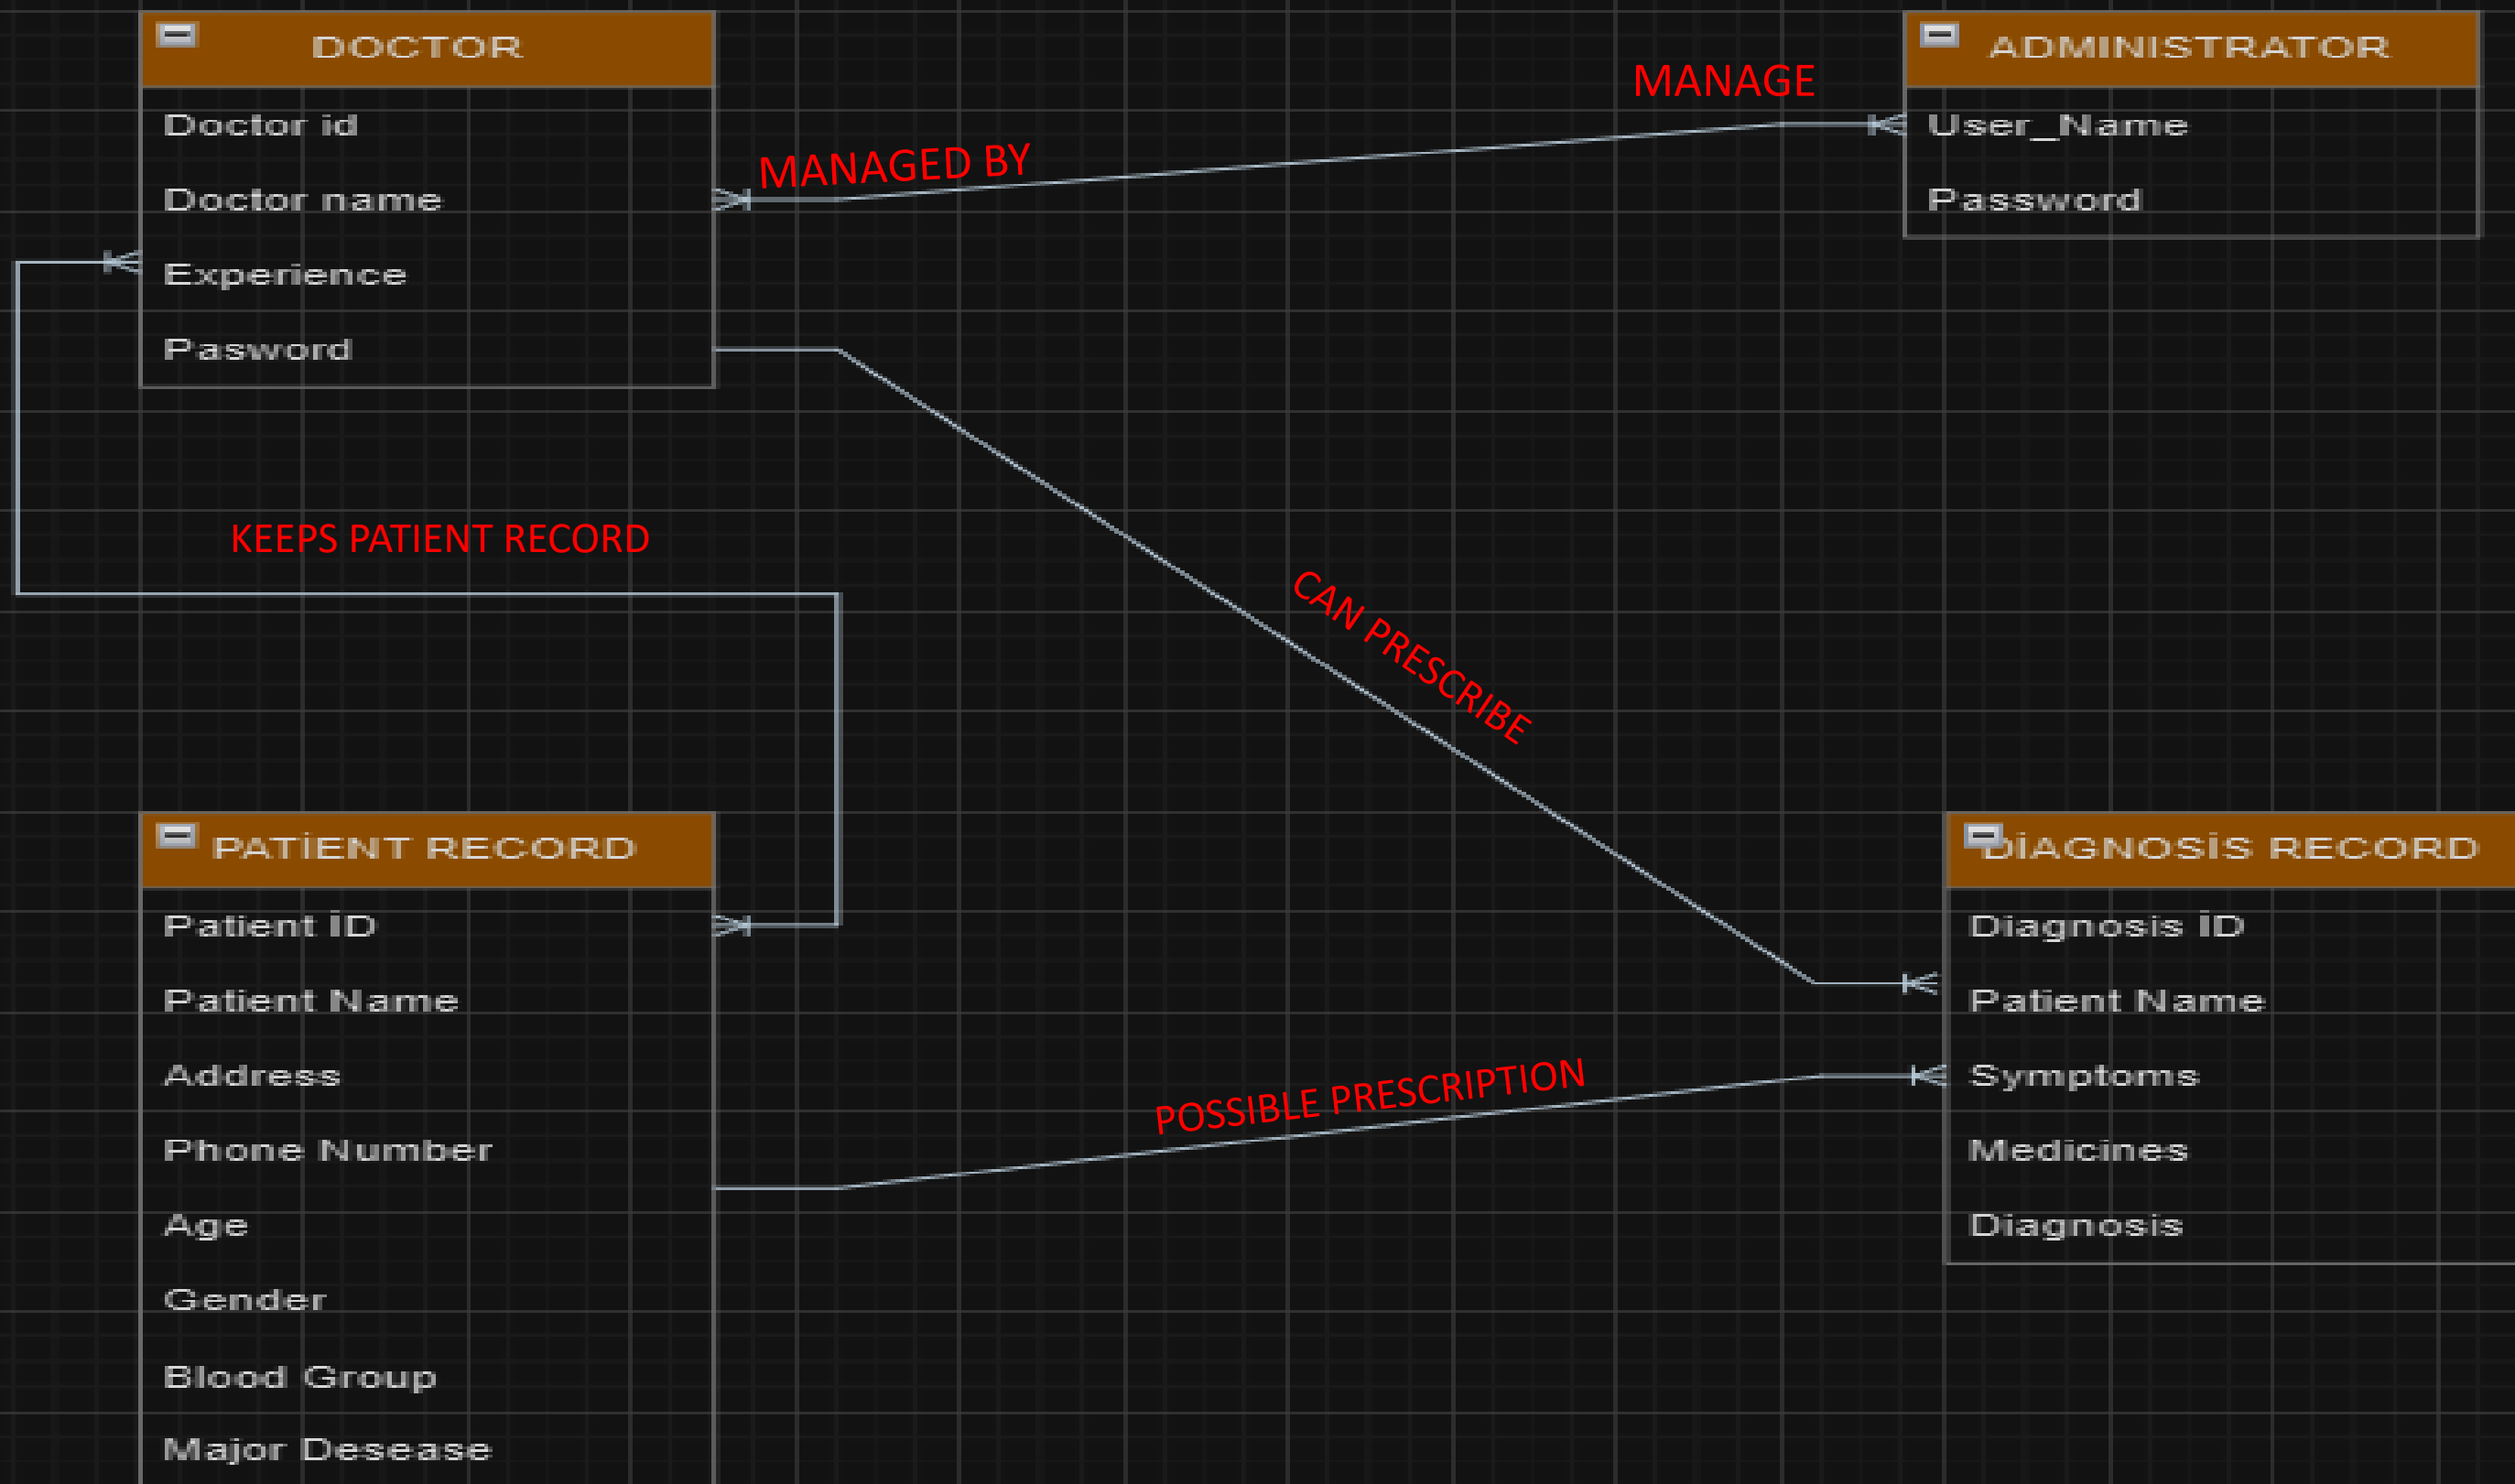 DOCTOR
Doctor id
Doctor name
Experience
Pasword
MANAGED BY
MANAGE
ADMINISTRATOR
User_Name
Password
KEEPS PATIENT RECORD
CAN PRESCRIBE
PATİENT RECORD
Patient İD
Patient Name
Address
Phone Number
Age
Gender
Blood Group
Major Desease
POSSIBLE PRESCRIPTION
DİAGNOSİS RECORD
Diagnosis İD
Patient Name
Symptoms
Medicines
Diagnosis